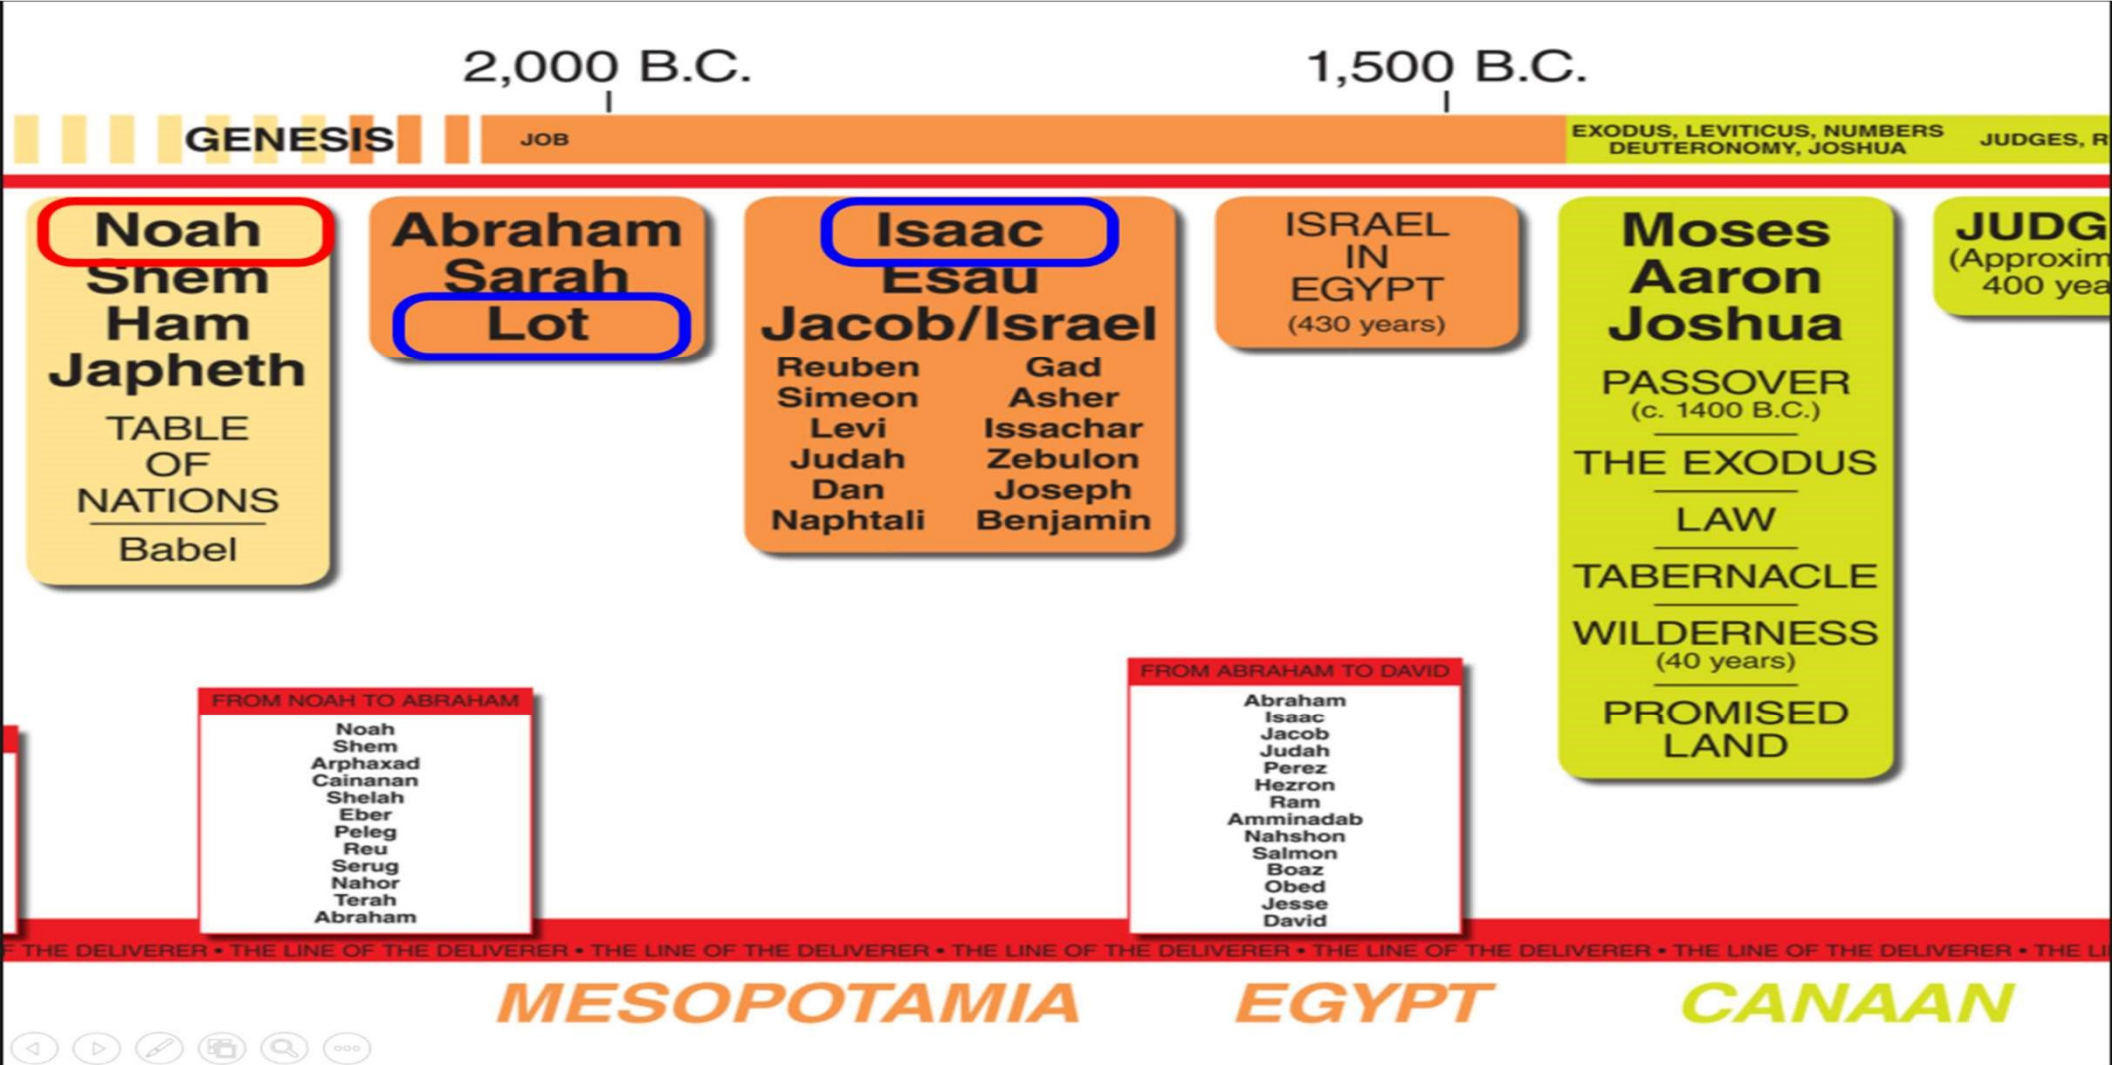 2,000 B.C.
1,500 B.C.
GENESIS
JOB
EXODUS, LEVITICUS, NUMBERS
DEUTERONOMY, JOSHUA
JUDGES, R
Noah
Shem
Ham
Japheth
TABLE
OF
NATIONS
Babel
Abraham
Sarah
Lot
Isaac
Esau
Jacob/Israel
Reuben
Simeon
Levi
Judah
Dan
Naphtali
Gad
Asher
Issachar
Zebulon
Joseph
Benjamin
ISRAEL
IN
EGYPT
(430 years)
Moses
Aaron
Joshua
PASSOVER
(c. 1400 B.C.)
THE EXODUS
LAW
TABERNACLE
WILDERNESS
(40 years)
PROMISED
LAND
JUDG
(Approxim
400 yea
FROM NOAH TO ABRAHAM
Noah
Shem
Arphaxad
Cainanan
Shelah
Eber
Peleg
Reu
Serug
Nahor
Terah
Abraham
FROM ABRAHAM TO DAVID
Abraham
Isaac
Jacob
Judah
Perez
Hezron
Ram
Amminadab
Nahshon
Salmon
Boaz
Obed
Jesse
David
F THE DELIVERER • THE LINE OF THE DELIVERER • THE LINE OF THE DELIVERER • THE LINE OF THE DELIVERER • THE LINE OF THE DELIVERER • THE LINE OF THE DELIVERER • THE LI
MESOPOTAMIA
EGYPT
CANAAN